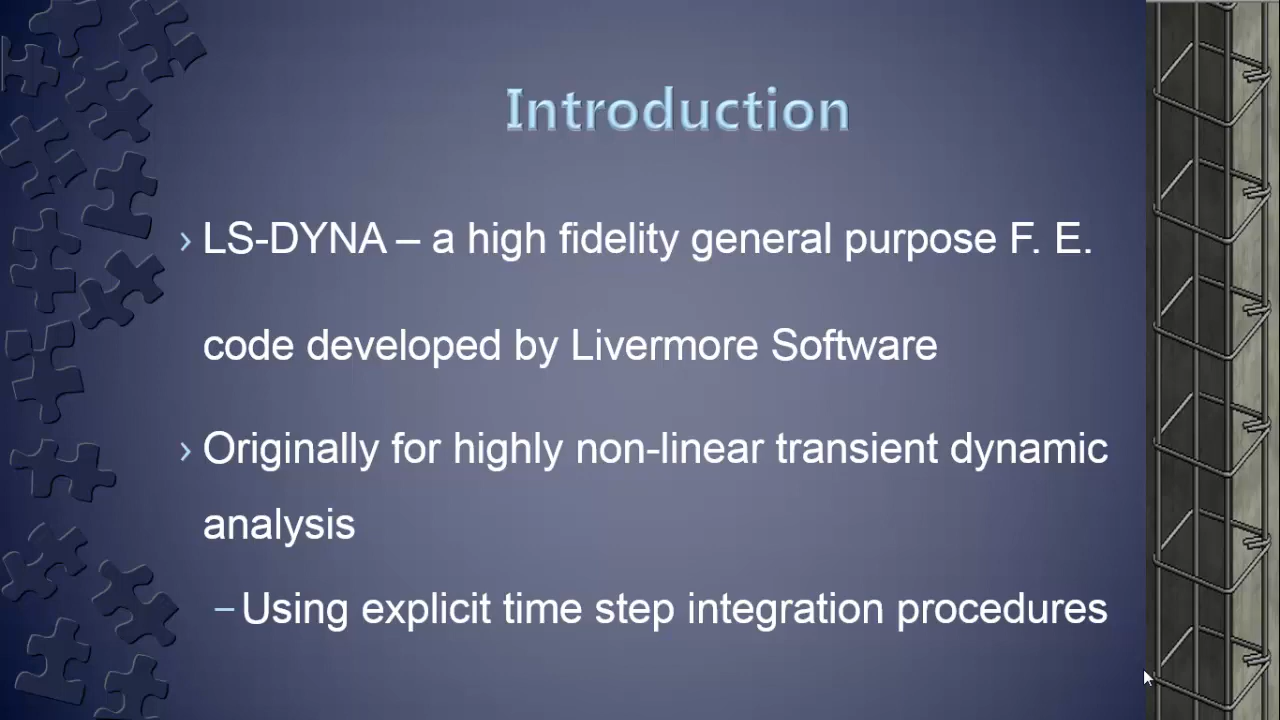 Introduction
› LS-DYNA – a high fidelity general purpose F. E.
code developed by Livermore Software
› Originally for highly non-linear transient dynamic
analysis
– Using explicit time step integration procedures